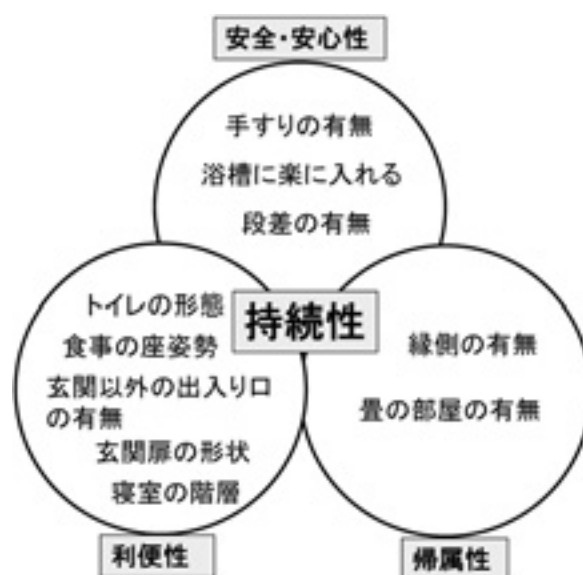 安全・安心性
手すりの有無
浴槽に楽に入れる
段差の有無
持続性
トイレの形態
食事の座姿勢
玄関以外の出入り口
の有無
玄関扉の形状
寝室の階層
縁側の有無
畳の部屋の有無
利便性
帰属性